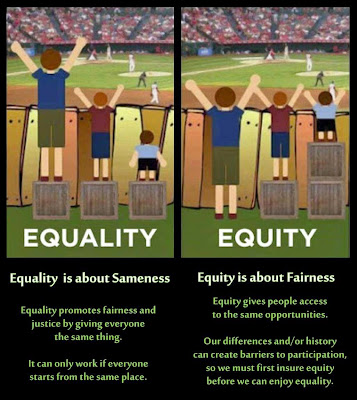 EQUALITY
Equality is about Sameness
Equality promotes fairness and
justice by giving everyone
the same thing.
It can only work if everyone
starts from the same place.
EQUITY
Equity is about Fairness
Equity gives people access
to the same opportunities.
Our differences and/or history
can create barriers to participation,
so we must first insure equity
before we can enjoy equality.